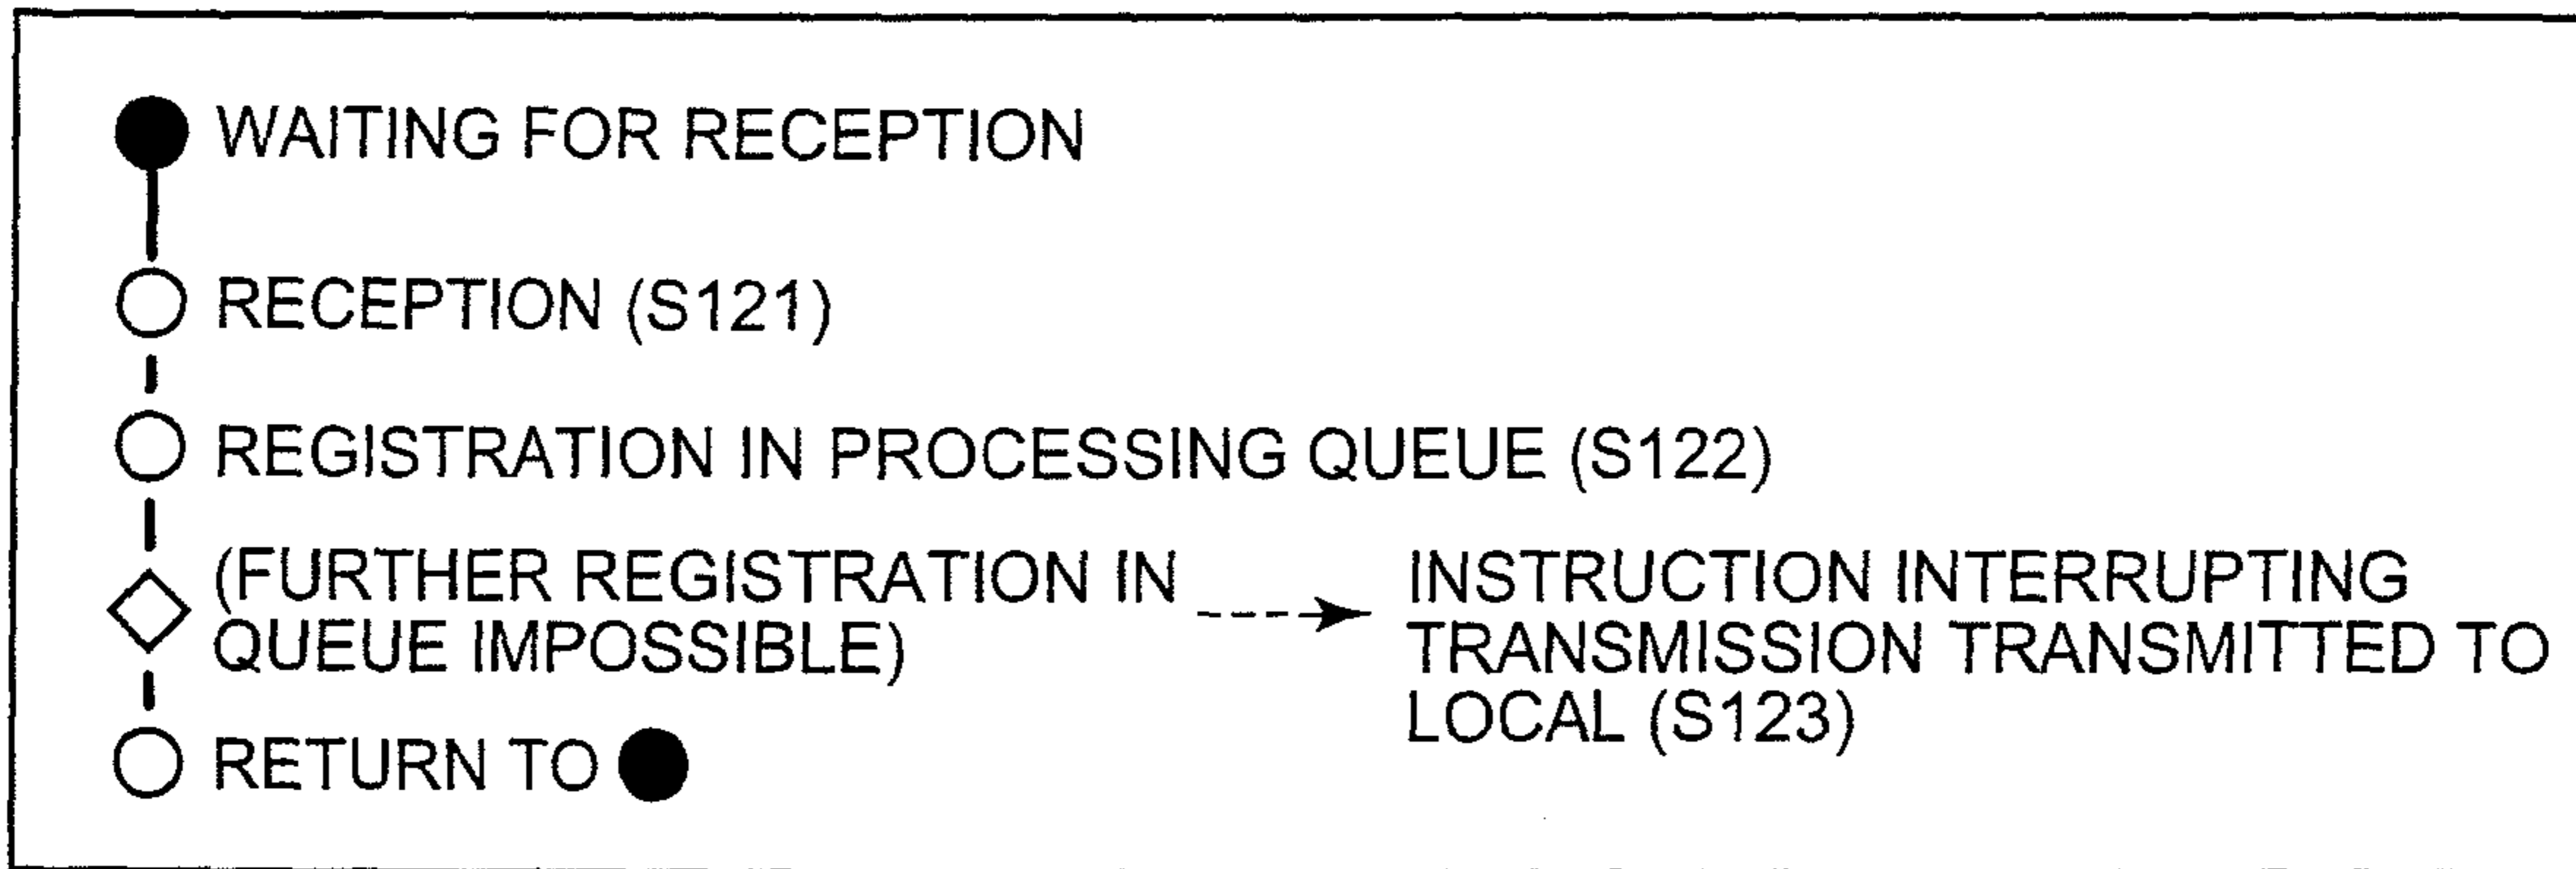 WAITING FOR RECEPTION
RECEPTION (S121)
REGISTRATION IN PROCESSING QUEUE (S122)
(FURTHER REGISTRATION IN
QUEUE IMPOSSIBLE)
INSTRUCTION INTERRUPTING
TRANSMISSION TRANSMITTED TO
LOCAL (S123)
RETURN TO